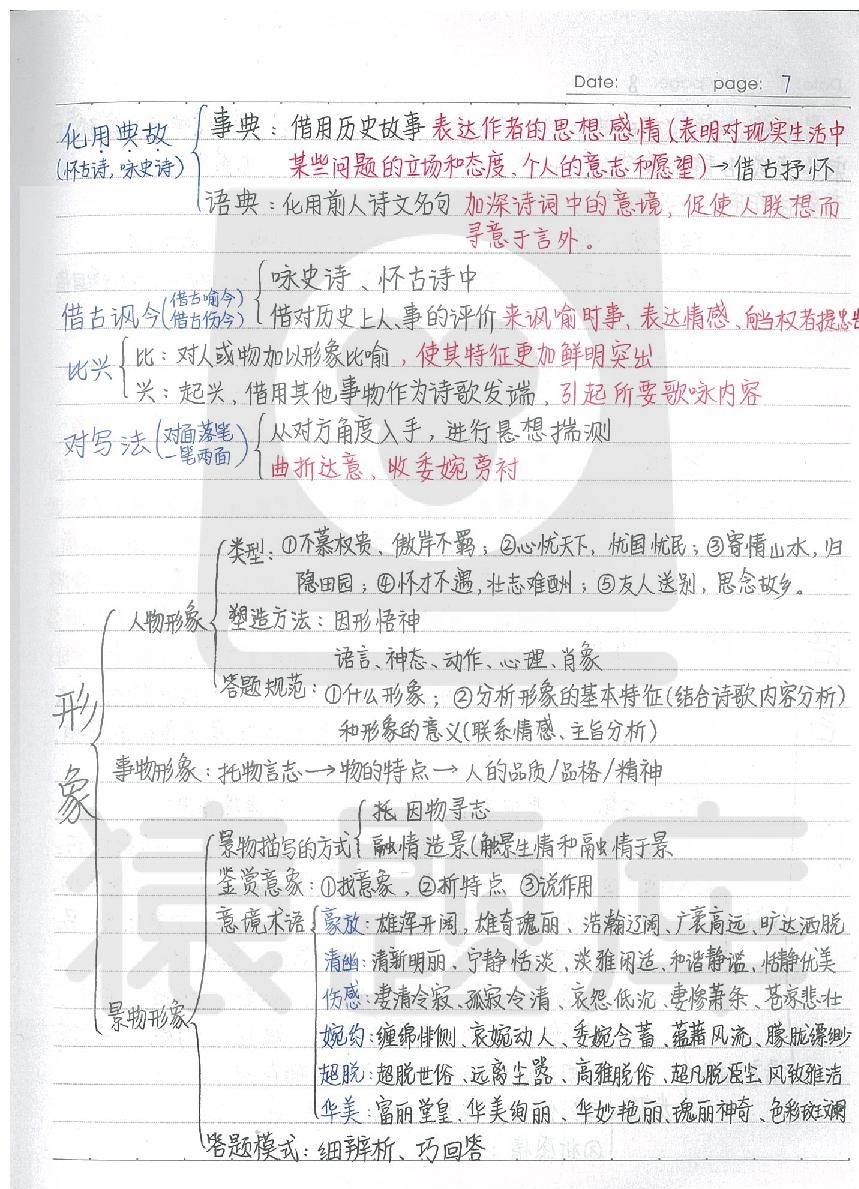 Date: 8 page: 7
事典：借用历史故事表达作者的思想感情(表明对现实生活中
化用典故
(怀古诗，咏史诗)
某些问题的立场和态度、个人的意志和愿望)→借古抒怀
语典：化用前人诗文名句 加深诗词中的意境，促使人联想而
寻意于言外。
咏史诗、怀古诗中
借古讽今(借古喻今
借古伤今)
借对历史上人、事的评价 来讽喻时事、表达情感、向当权者提忠告
比兴
比：对人或物加以形象比喻，使其特征更加鲜明突出
兴：起兴，借用其他事物作为诗歌发端，引起所要歌咏内容
对写法(对面落笔
一笔两面)
从对方角度入手，进行悬想揣测
曲折达意、收委婉旁衬
形象
人物形象
类型：①不慕权贵、傲岸不羁；②心忧天下，忧国忧民；③寄情山水，归
隐田园；④怀才不遇，壮志难酬；⑤友人送别，思念故乡。
塑造方法：因形悟神
语言、神态、动作、心理、肖象
答题规范：①什么形象；②分析形象的基本特征(结合诗歌内容分析)
和形象的意义(联系情感、主旨分析)
事物形象：托物言志→物的特点→人的品质/品格/精神
景物形象
景物描写的方式
托 因物寻志
融情造景(触景生情和融情于景
鉴赏意象：①找意象，②析特点 ③说作用
意境术语
豪放：雄浑开阔，雄奇瑰丽、浩瀚辽阔、广袤高远、旷达洒脱
清幽：清新明丽、宁静恬淡、淡雅闲适、和谐静谧、恬静优美
伤感：凄清冷寂、孤寂冷清、哀怨低沉、凄惨萧条、苍凉悲壮
婉约：缠绵悱恻、哀婉动人、委婉含蓄、蕴藉风流、朦胧缥缈
超脱：超脱世俗、远离尘嚣、高雅脱俗、超凡脱尘、风致雅洁
华美：富丽堂皇、华美绚丽、华妙艳丽、瑰丽神奇、色彩斑斓
答题模式：细辨析、巧回答
猿题库